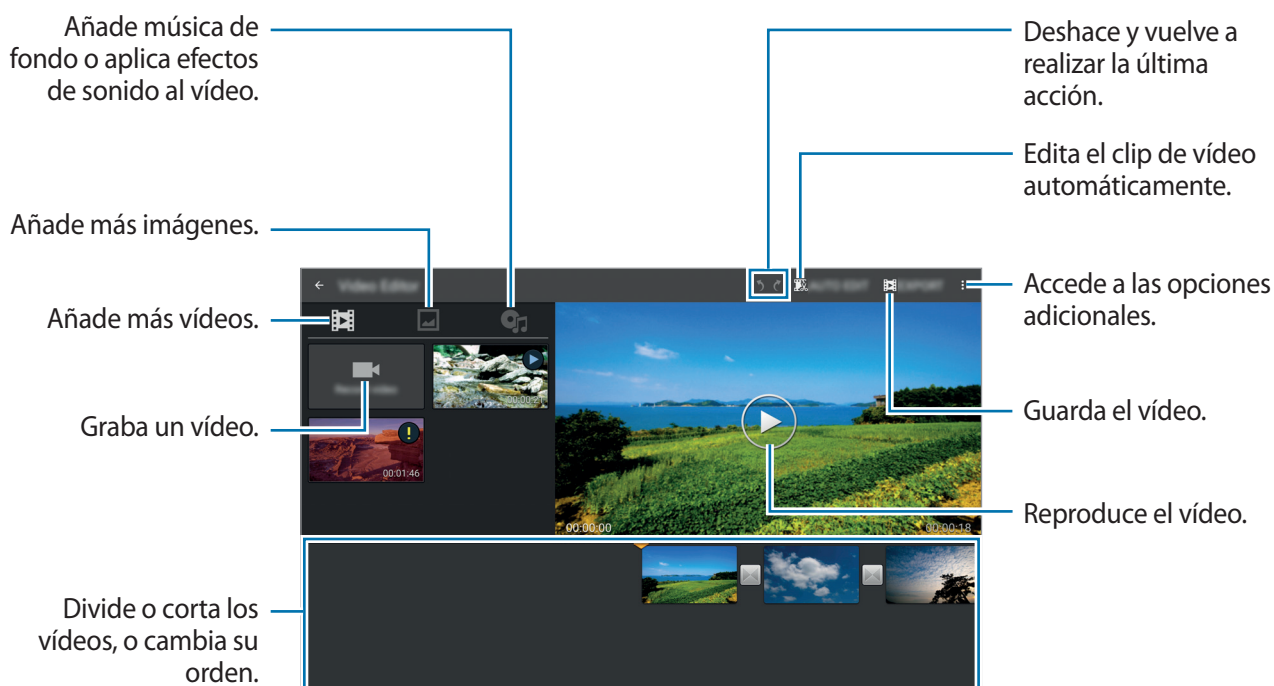 Añade música de
fondo o aplica efectos
de sonido al vídeo.
Deshace y vuelve a
realizar la última
acción.
Edita el clip de vídeo
automáticamente.
Añade más imágenes.
Video Editor
AUTO EDIT
EXPORT
Accede a las opciones
adicionales.
Añade más vídeos.
Record video
00:00:21
Graba un vídeo.
Guarda el vídeo.
00:01:46
Reproduce el vídeo.
00:00:00
00:00:18
Divide o corta los
vídeos, o cambia su
orden.